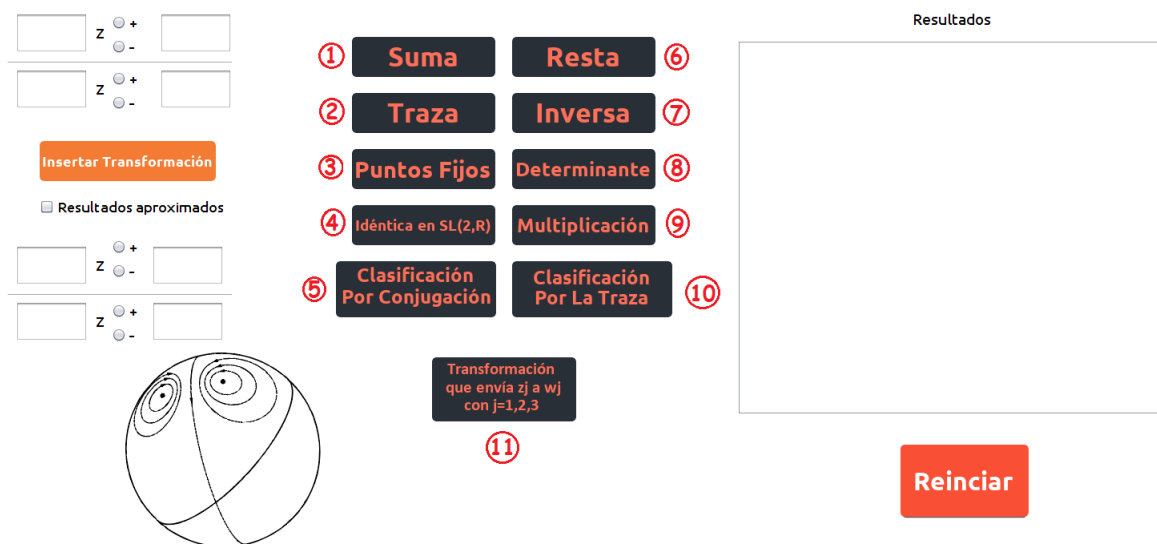 z + -
z + -
Insertar Transformación
Resultados aproximados
z + -
z + -
① Suma
② Traza
③ Puntos Fijos
④ Idéntica en SL(2,R)
⑤ Clasificación
Por Conjugación
Resta ⑥
Inversa ⑦
Determinante ⑧
Multiplicación ⑨
Clasificación
Por La Traza ⑩
Transformación
que envía zj a wj
con j=1,2,3
⑪
Resultados
Reinciar